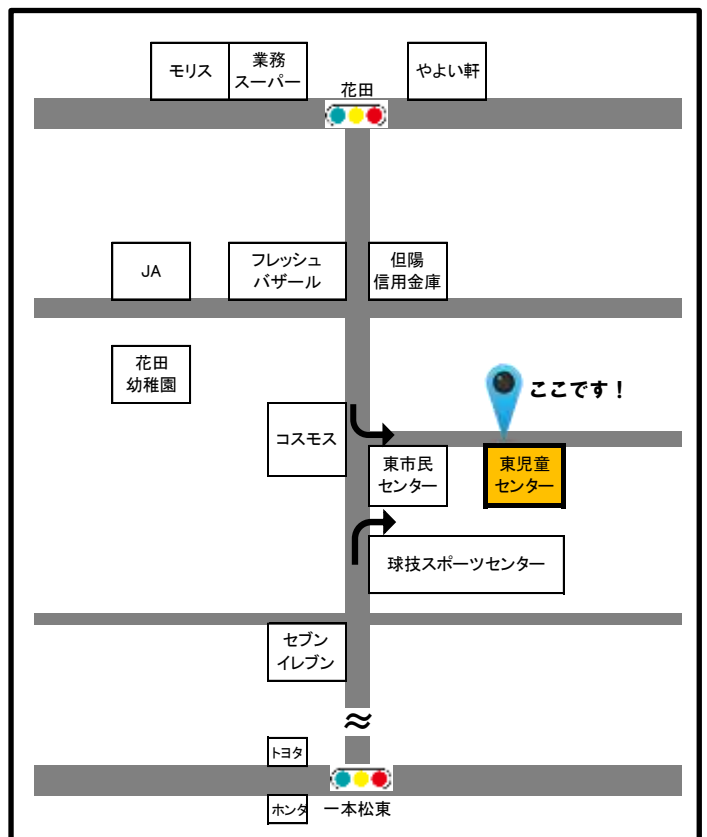 モリス
業務
スーパー
やよい軒
花田
JA
フレッシュ
バザール
但陽
信用金庫
花田
幼稚園
ここです！
コスモス
東市民
センター
東児童
センター
球技スポーツセンター
セブン
イレブン
≈
トヨタ
ホンダ
一本松東